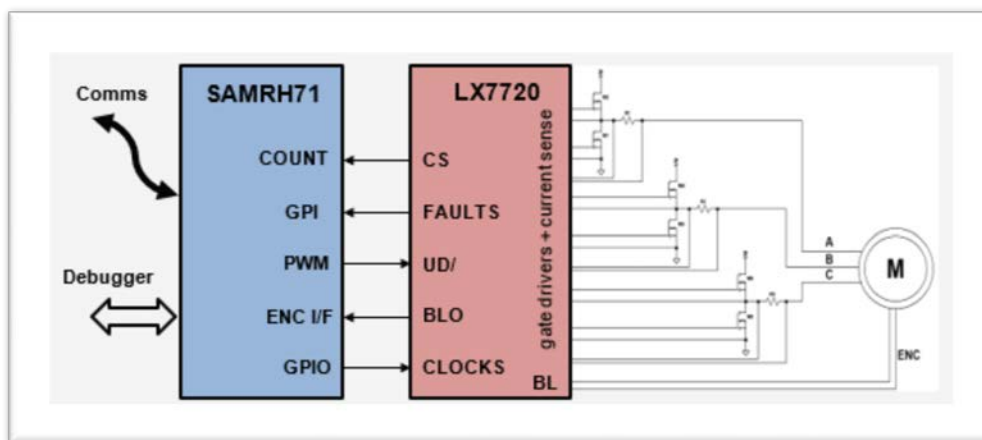 Comms
SAMRH71
LX7720
COUNT
CS
GPI
FAULTS
PWM
UD/
Debugger
ENC I/F
BLO
GPIO
CLOCKS
BL
gate drivers + current sense
A
B
C
M
ENC